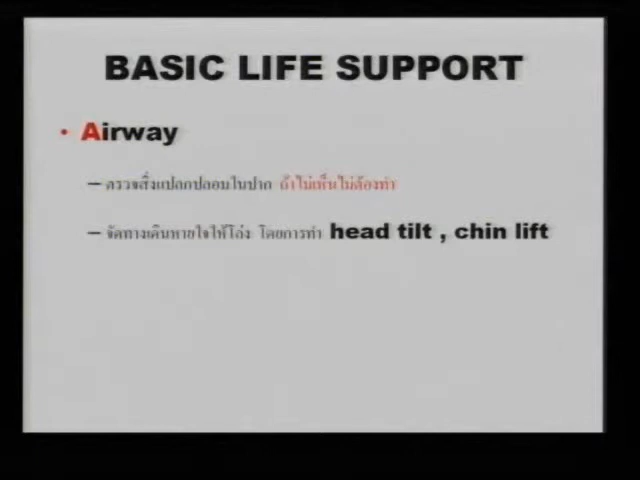 BASIC LIFE SUPPORT
• Airway
– ตรวจสิ่งแปลกปลอมในปาก ถ้าไม่เห็นไม่ต้องทำ
– จัดทางเดินหายใจให้โล่ง โดยการทำ head tilt , chin lift